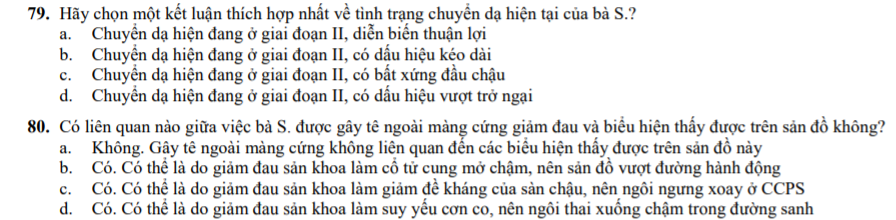 79. Hãy chọn một kết luận thích hợp nhất về tình trạng chuyển dạ hiện tại của bà S.?
a. Chuyển dạ hiện đang ở giai đoạn II, diễn biến thuận lợi
b. Chuyển dạ hiện đang ở giai đoạn II, có dấu hiệu kéo dài
c. Chuyển dạ hiện đang ở giai đoạn II, có bất xứng đầu chậu
d. Chuyển dạ hiện đang ở giai đoạn II, có dấu hiệu vượt trở ngại
80. Có liên quan nào giữa việc bà S. được gây tê ngoài màng cứng giảm đau và biểu hiện thấy được trên sản đồ không?
a. Không. Gây tê ngoài màng cứng không liên quan đến các biểu hiện thấy được trên sản đồ này
b. Có. Có thể là do giảm đau sản khoa làm cổ tử cung mở chậm, nên sản đồ vượt đường hành động
c. Có. Có thể là do giảm đau sản khoa làm giảm đề kháng của sàn chậu, nên ngôi ngưng xoay ở CCPS
d. Có. Có thể là do giảm đau sản khoa làm suy yếu cơn co, nên ngôi thai xuống chậm trong đường sanh